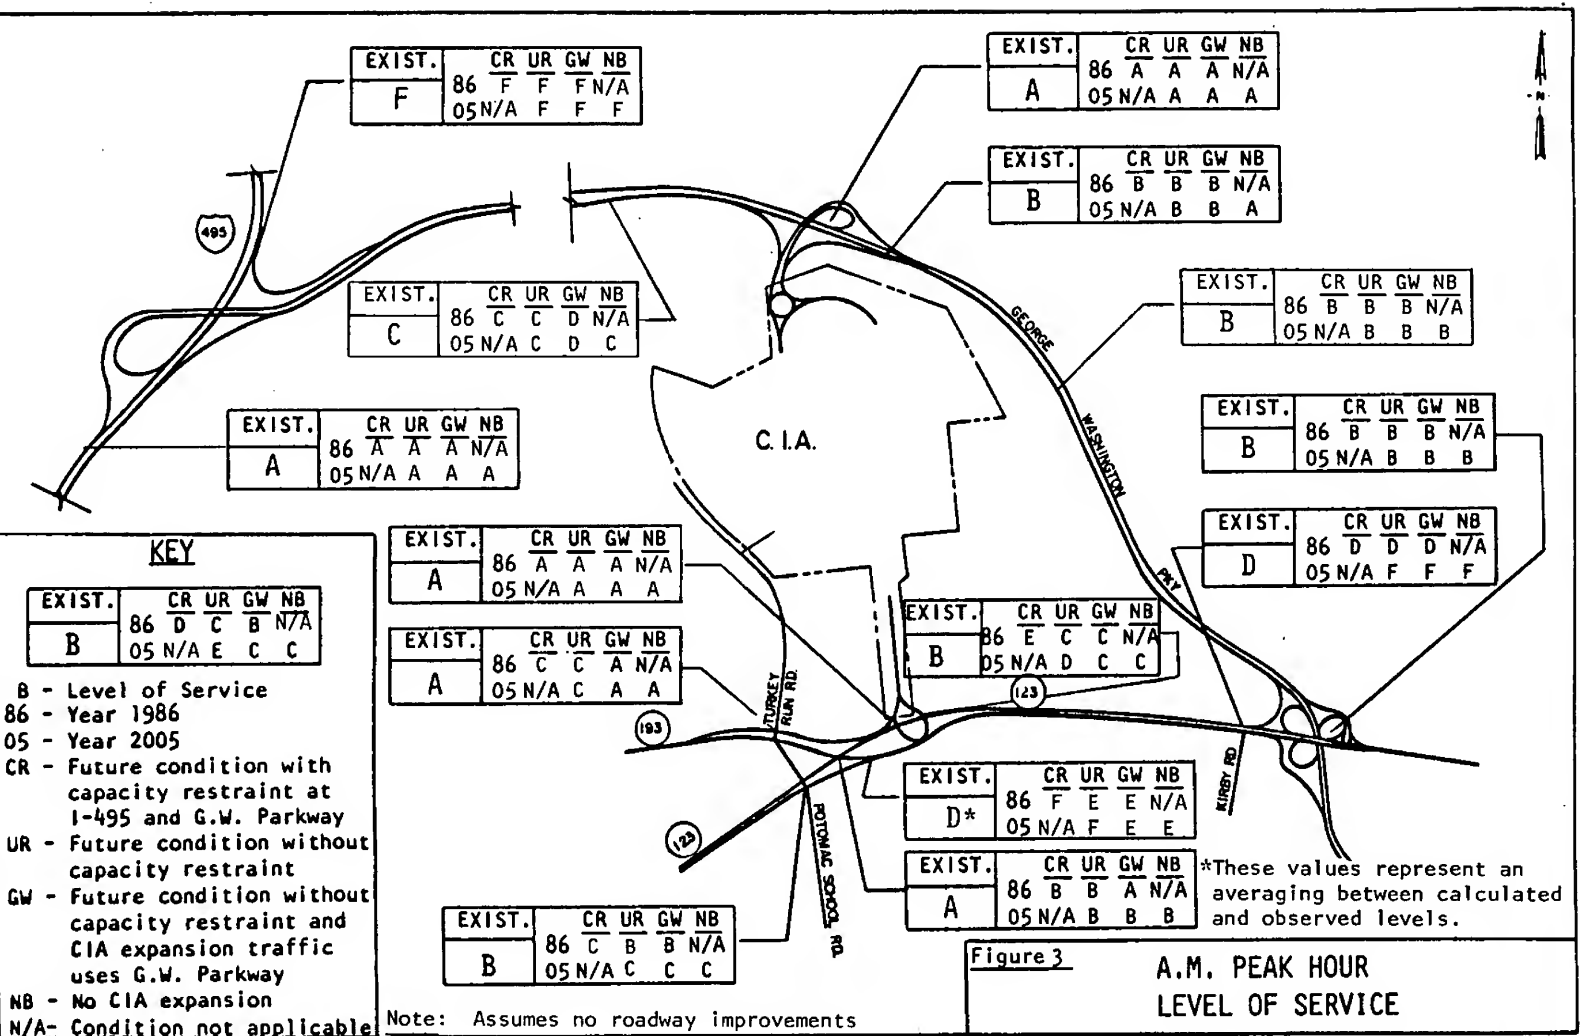 EXIST. CR UR GW NB
F 86 F F F N/A
05 N/A F F F
EXIST. CR UR GW NB
A 86 A A A N/A
05 N/A A A A
N
EXIST. CR UR GW NB
B 86 B B B N/A
05 N/A B B A
495
EXIST. CR UR GW NB
C 86 C C D N/A
05 N/A C D C
EXIST. CR UR GW NB
B 86 B B B N/A
05 N/A B B B
GEORGE
WASHINGTON
PKY
EXIST. CR UR GW NB
A 86 A A A N/A
05 N/A A A A
C.I.A.
EXIST. CR UR GW NB
B 86 B B B N/A
05 N/A B B B
EXIST. CR UR GW NB
D 86 D D D N/A
05 N/A F F F
EXIST. CR UR GW NB
A 86 A A A N/A
05 N/A A A A
EXIST. CR UR GW NB
A 86 C C A N/A
05 N/A C A A
EXIST. CR UR GW NB
B 86 E C C N/A
05 N/A D C C
TURKEY
RUN RD.
193
123
KIRBY RD
EXIST. CR UR GW NB
D* 86 F E E N/A
05 N/A F E E
123
POTOMAC SCHOOL RD.
EXIST. CR UR GW NB
A 86 B B A N/A
05 N/A B B B
*These values represent an
averaging between calculated
and observed levels.
EXIST. CR UR GW NB
B 86 C B B N/A
05 N/A C C C
KEY
EXIST. CR UR GW NB
B 86 D C B N/A
05 N/A E C C
B - Level of Service
86 - Year 1986
05 - Year 2005
CR - Future condition with
capacity restraint at
I-495 and G.W. Parkway
UR - Future condition without
capacity restraint
GW - Future condition without
capacity restraint and
CIA expansion traffic
uses G.W. Parkway
NB - No CIA expansion
N/A- Condition not applicable
Note: Assumes no roadway improvements
Figure 3
A.M. PEAK HOUR
LEVEL OF SERVICE